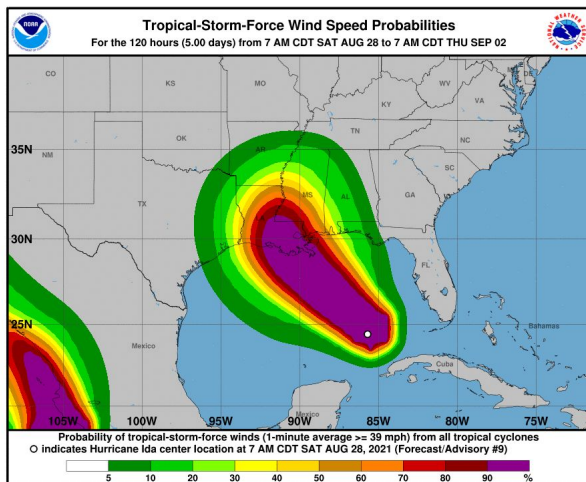 Tropical-Storm-Force Wind Speed Probabilities
For the 120 hours (5.00 days) from 7 AM CDT SAT AUG 28 to 7 AM CDT THU SEP 02
NOAA
CO
KS
MO
KY
WV
VA
DE
35N
NM
OK
AR
TN
NC
SC
TX
MS
AL
GA
30N
FL
25N
Mexico
Bahamas
Cuba
Mexico
105W
100W
95W
90W
85W
80W
75W
Probability of tropical-storm-force winds (1-minute average >= 39 mph) from all tropical cyclones
O indicates Hurricane Ida center location at 7 AM CDT SAT AUG 28, 2021 (Forecast/Advisory #9)
5 10 20 30 40 50 60 70 80 90 %